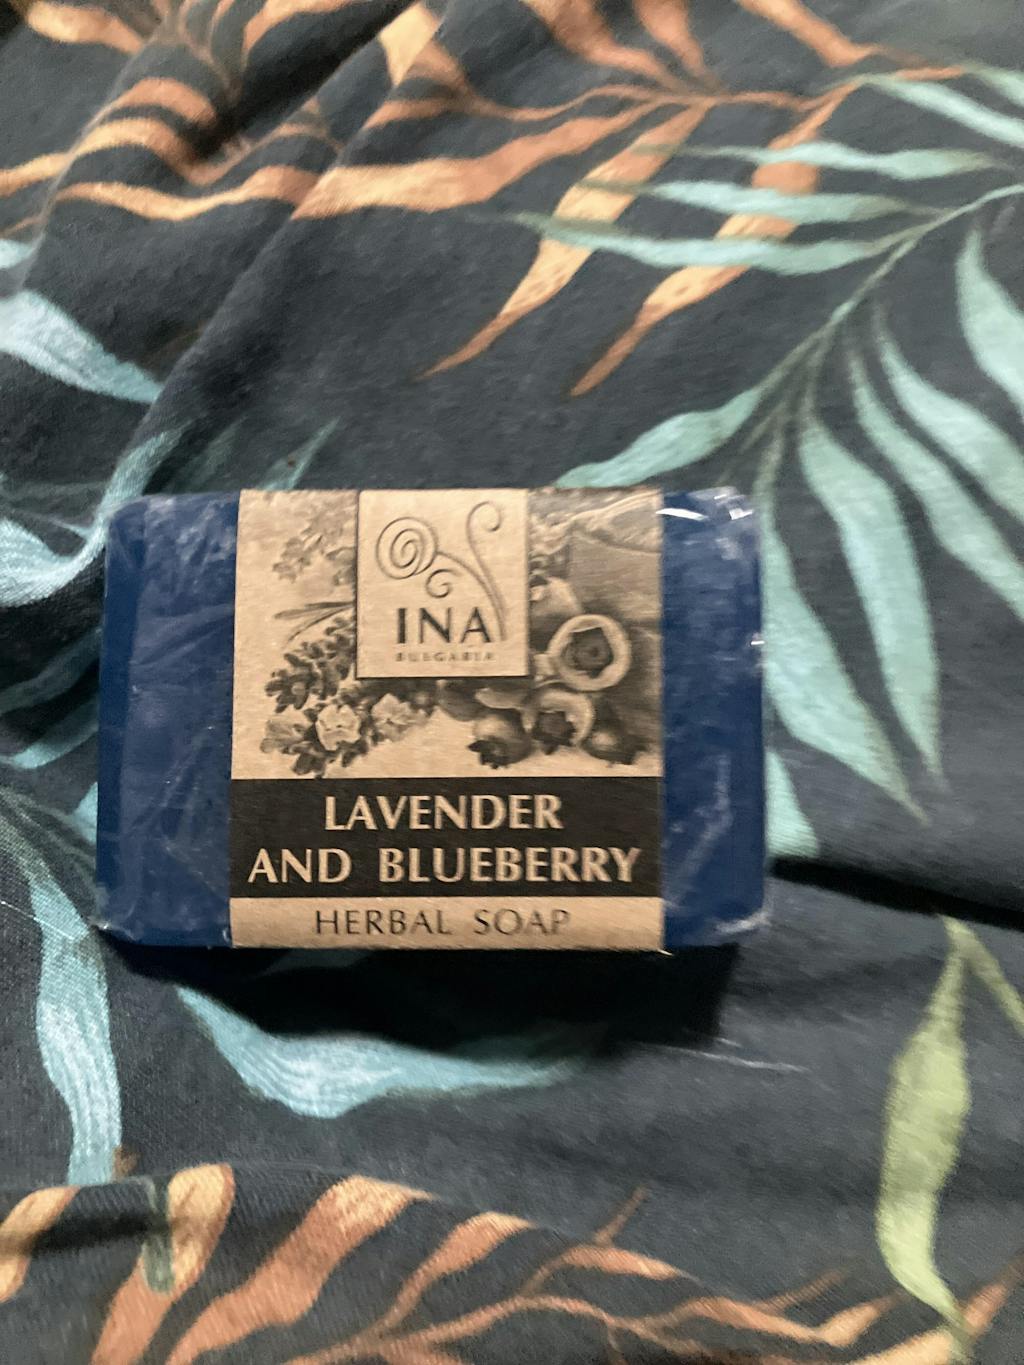 INA
BULGARIA
LAVENDER
AND BLUEBERRY
HERBAL SOAP